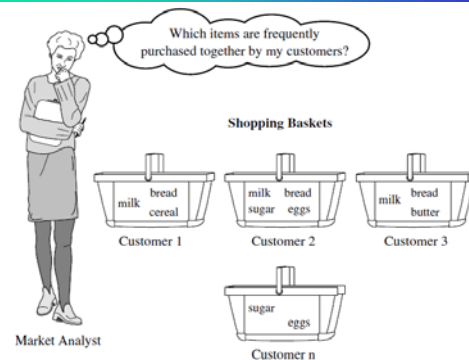 Which items are frequently
purchased together by my customers?
Shopping Baskets
milk bread
cereal
milk bread
sugar eggs
milk bread
butter
Customer 1
Customer 2
Customer 3
sugar
eggs
Market Analyst
Customer n